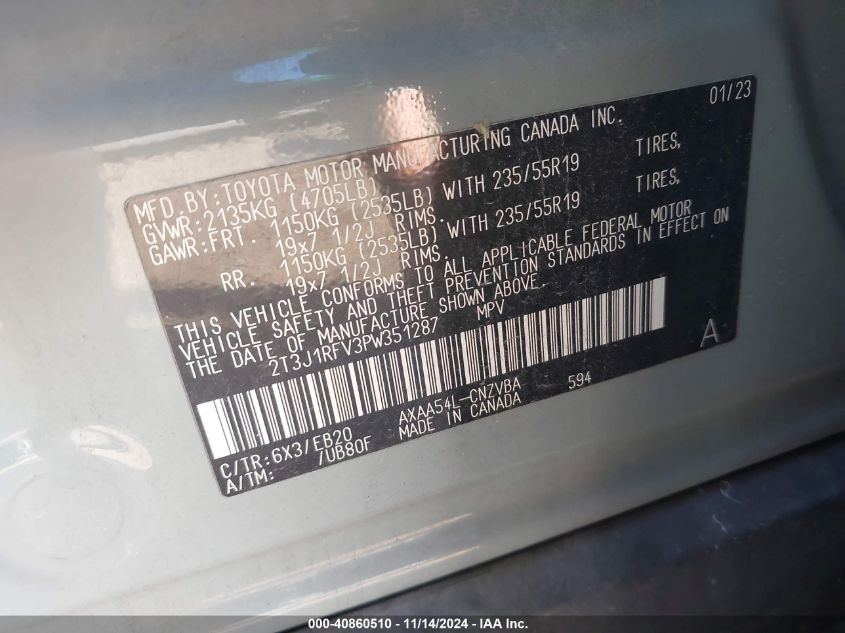 01/23
MFD. BY: TOYOTA MOTOR MANUFACTURING CANADA INC.
GVWR: 2135KG (4705LB)
GAWR: FRT. 1150KG (2535LB) WITH 235/55R19 TIRES,
19x7 1/2J RIMS.
RR. 1150KG (2535LB) WITH 235/55R19 TIRES,
19x7 1/2J RIMS.
THIS VEHICLE CONFORMS TO ALL APPLICABLE FEDERAL MOTOR
VEHICLE SAFETY AND THEFT PREVENTION STANDARDS IN EFFECT ON
THE DATE OF MANUFACTURE SHOWN ABOVE.
2T3J1RFV3PW351287 MPV
A
C/TR: 6X3/EB20 AXAA54L-CNZVBA 594
A/TM: /UB80F MADE IN CANADA
000-40860510 - 11/14/2024 - IAA Inc.